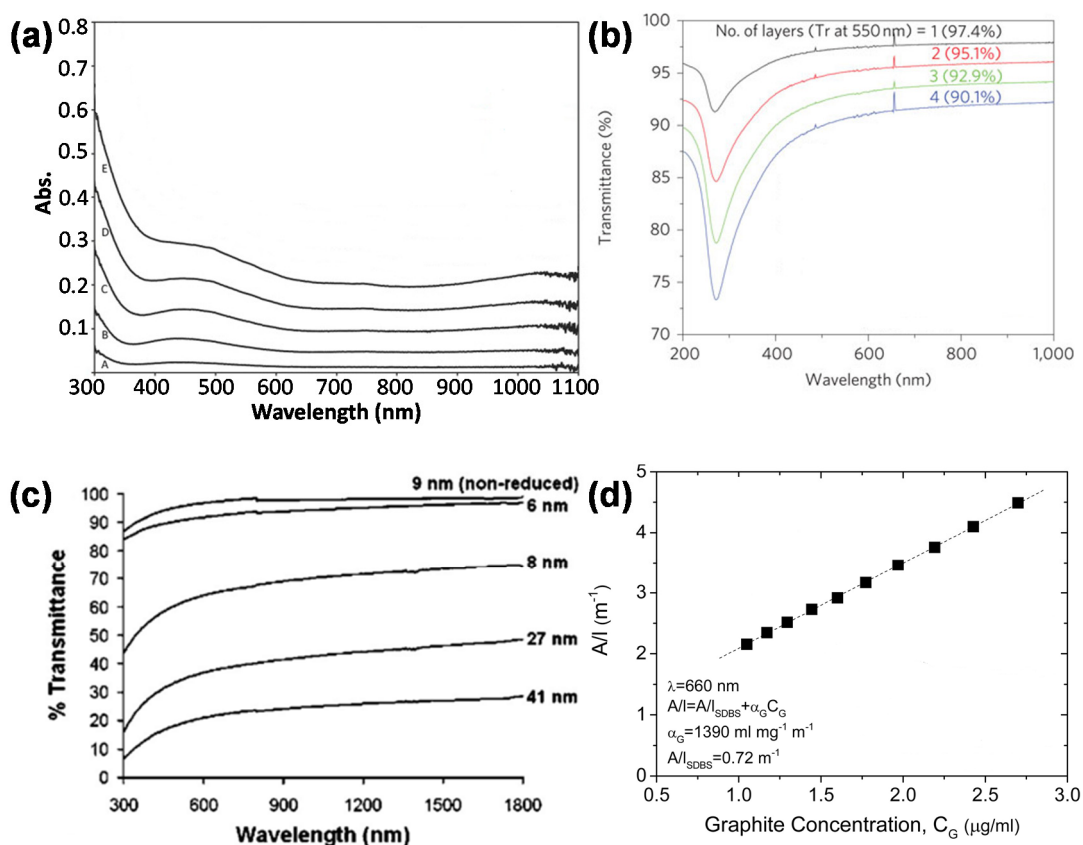 (a)
0.8
0.7
0.6
0.5
0.4
0.3
0.2
0.1
Abs.
E
D
C
B
A
300 400 500 600 700 800 900 1000 1100
Wavelength (nm)
(b)
100
95
90
85
80
75
70
Transmittance (%)
No. of layers (Tr at 550 nm) = 1 (97.4%)
2 (95.1%)
3 (92.9%)
4 (90.1%)
200 400 600 800 1,000
Wavelength (nm)
(c)
100
90
80
70
60
50
40
30
20
10
0
% Transmittance
9 nm (non-reduced)
6 nm
8 nm
27 nm
41 nm
300 600 900 1200 1500 1800
Wavelength (nm)
(d)
5
4
3
2
1
0
A/l (m⁻¹)
λ=660 nm
A/l=A/l_SDBS+α_G C_G
α_G=1390 ml mg⁻¹ m⁻¹
A/l_SDBS=0.72 m⁻¹
0.5 1.0 1.5 2.0 2.5 3.0
Graphite Concentration, C_G (μg/ml)